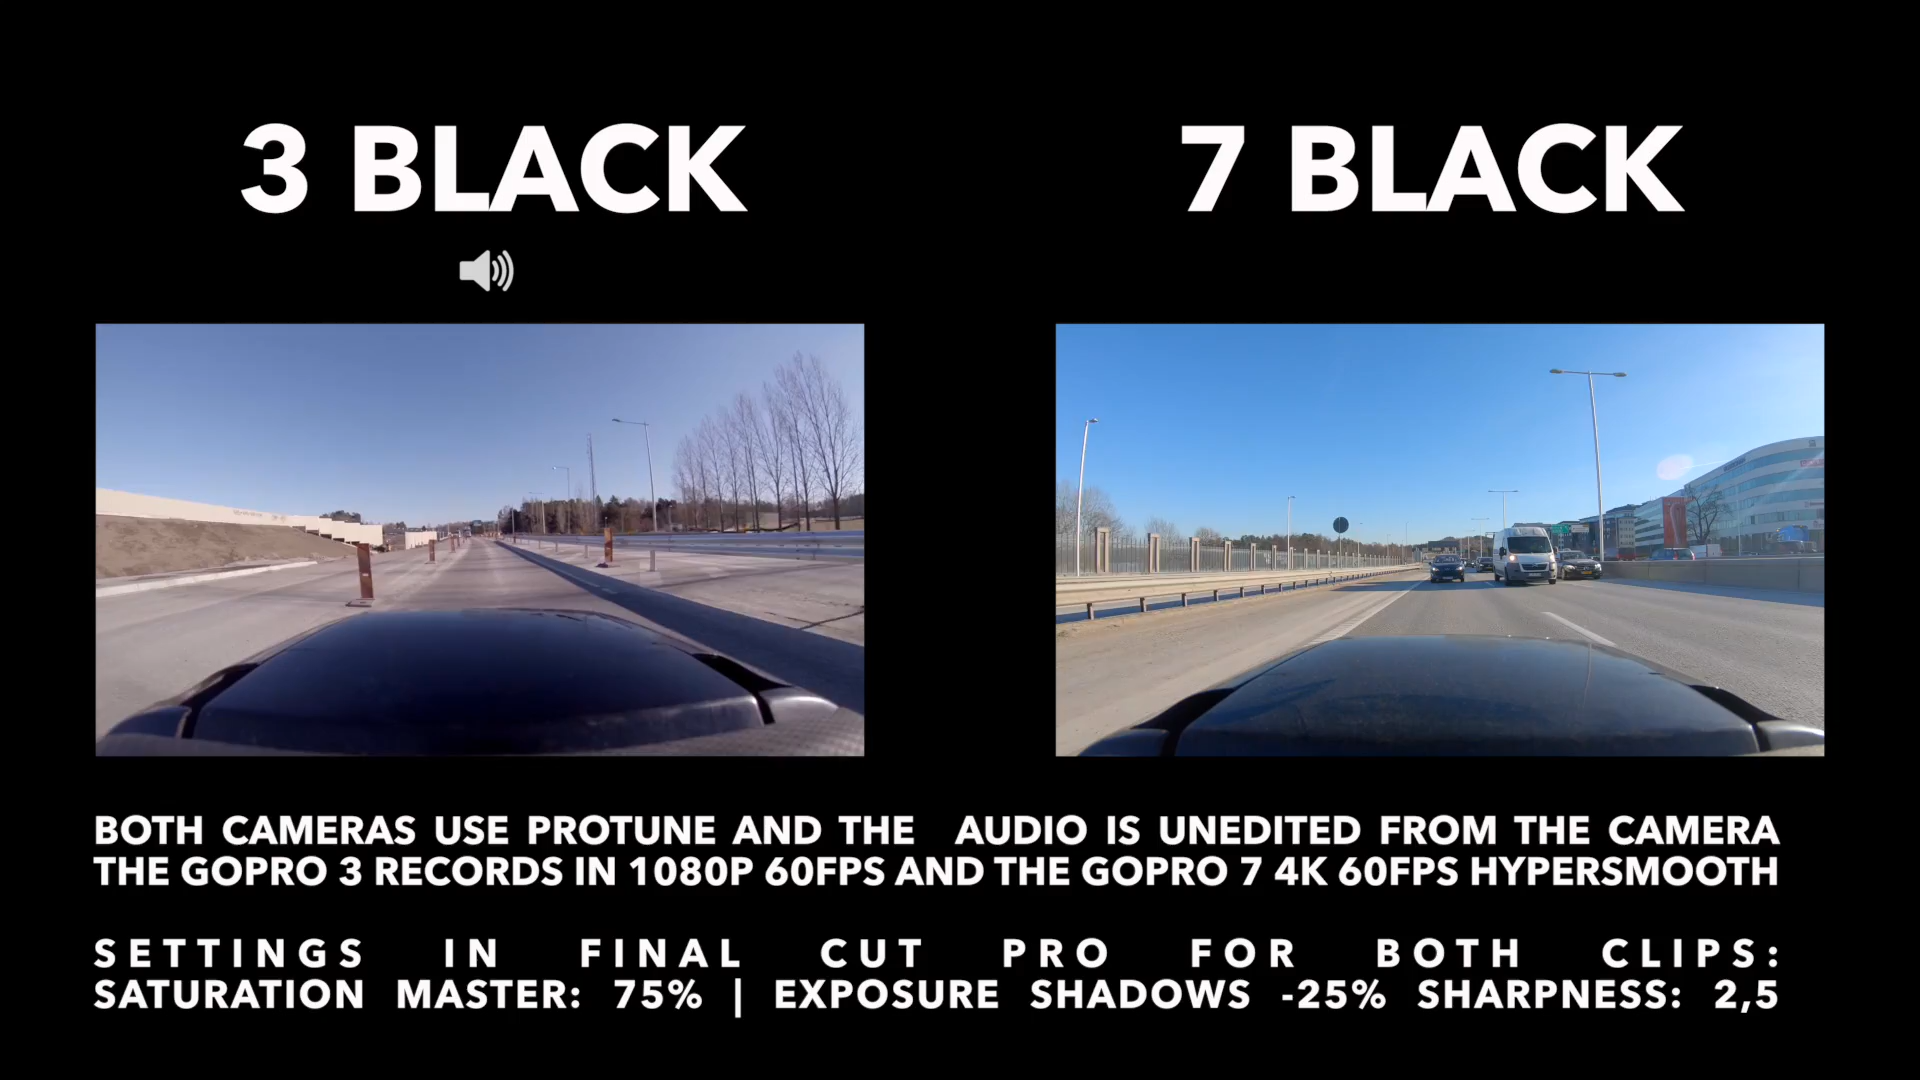 3 BLACK
7 BLACK
BOTH CAMERAS USE PROTUNE AND THE AUDIO IS UNEDITED FROM THE CAMERA
THE GOPRO 3 RECORDS IN 1080P 60FPS AND THE GOPRO 7 4K 60FPS HYPERSMOOTH
SETTINGS IN FINAL CUT PRO FOR BOTH CLIPS:
SATURATION MASTER: 75% | EXPOSURE SHADOWS -25% SHARPNESS: 2,5